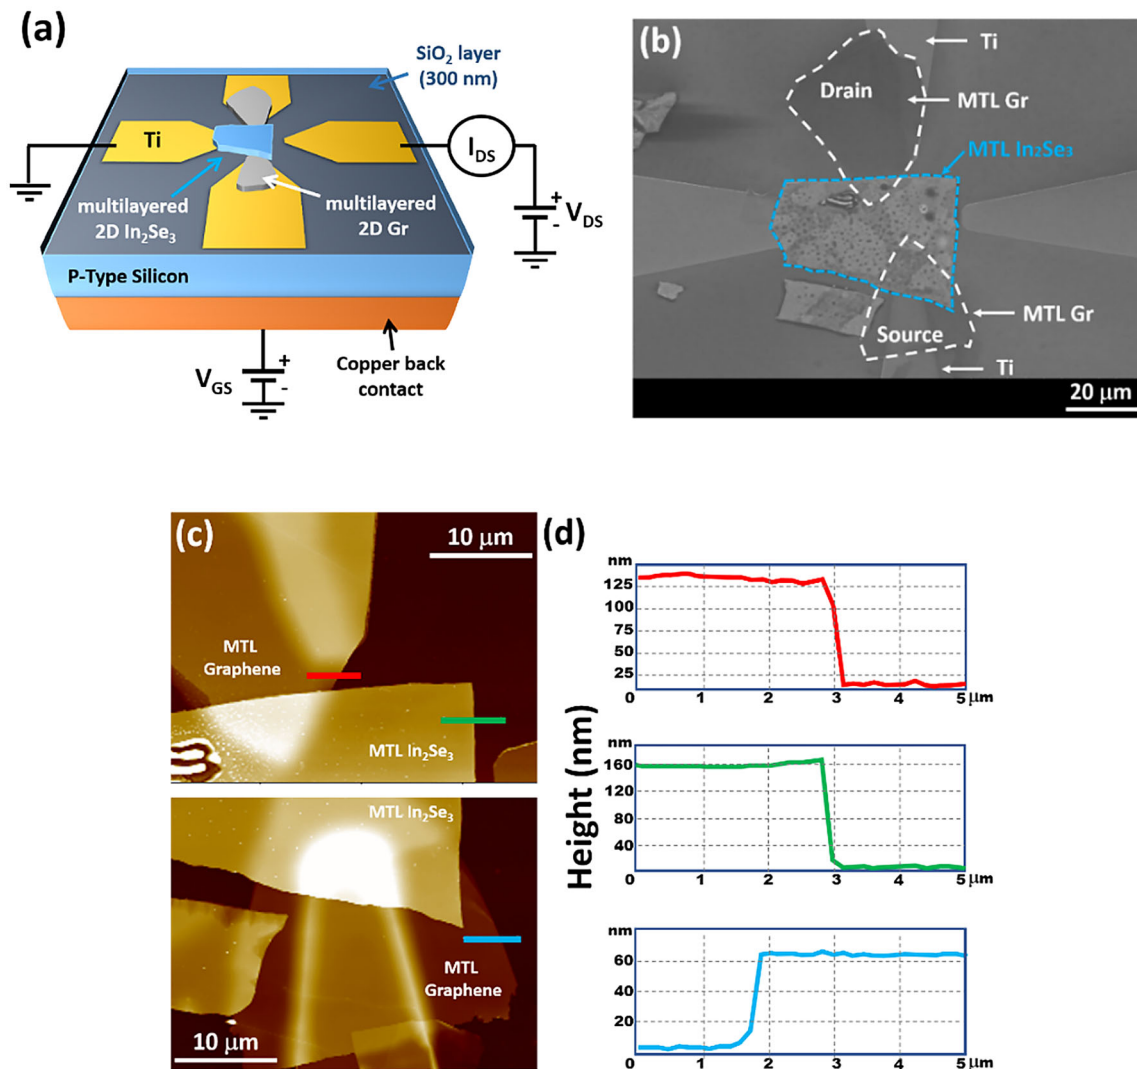 (a)
SiO₂ layer
(300 nm)
Ti
I_DS
+
V_DS
-
multilayered
2D In₂Se₃
multilayered
2D Gr
P-Type Silicon
V_GS
+
-
Copper back
contact
(b)
Ti
Drain
MTL Gr
MTL In₂Se₃
MTL Gr
Source
Ti
20 μm
(c)
10 μm
MTL
Graphene
MTL In₂Se₃
MTL In₂Se₃
MTL
Graphene
10 μm
(d)
Height (nm)
nm
125
100
75
50
25
0 1 2 3 4 5 μm
nm
160
120
80
40
0 1 2 3 4 5 μm
nm
60
40
20
0 1 2 3 4 5 μm